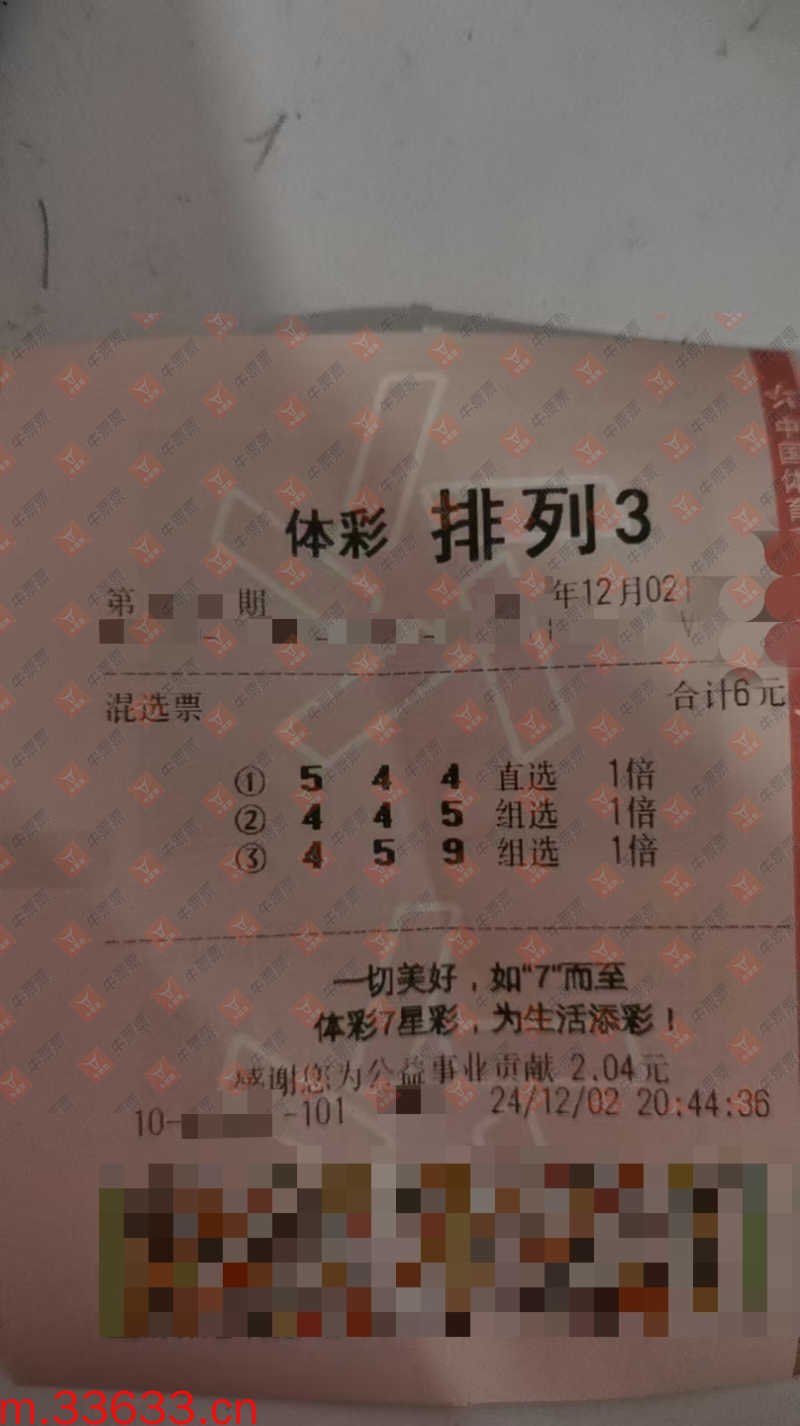 中国体育
体彩 排列3
第 期 年12月02
混选票 合计6元
① 5 4 4 直选 1倍
② 4 4 5 组选 1倍
③ 4 5 9 组选 1倍
一切美好，如“7”而至
体彩7星彩，为生活添彩！
感谢您为公益事业贡献 2.04元
10- -101 24/12/02 20:44:36
m.33633.cn